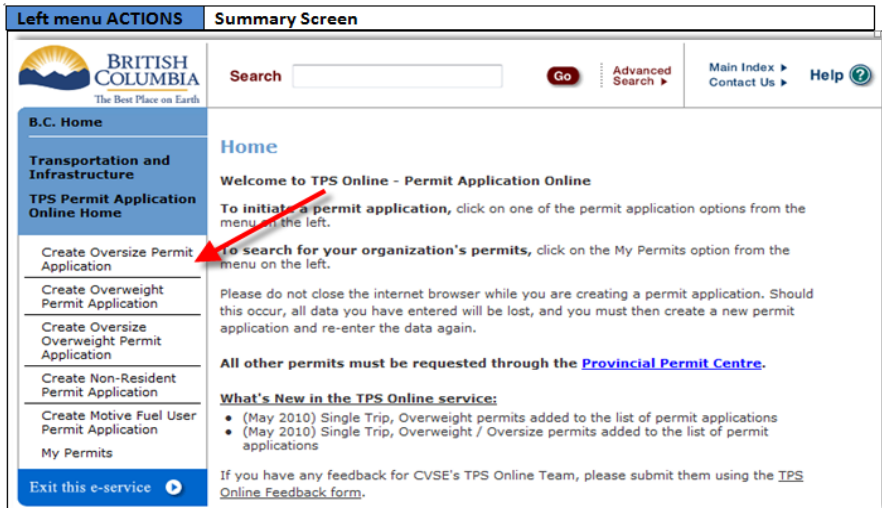 Left menu ACTIONS
Summary Screen
BRITISH
COLUMBIA
The Best Place on Earth
Search
Go
Advanced
Search
Main Index
Contact Us
Help ?
B.C. Home
Transportation and
Infrastructure
TPS Permit Application
Online Home
Create Oversize Permit
Application
Create Overweight
Permit Application
Create Oversize
Overweight Permit
Application
Create Non-Resident
Permit Application
Create Motive Fuel User
Permit Application
My Permits
Exit this e-service
Home
Welcome to TPS Online - Permit Application Online
To initiate a permit application, click on one of the permit application options from the
menu on the left.
To search for your organization's permits, click on the My Permits option from the
menu on the left.
Please do not close the internet browser while you are creating a permit application. Should
this occur, all data you have entered will be lost, and you must then create a new permit
application and re-enter the data again.
All other permits must be requested through the Provincial Permit Centre.
What's New in the TPS Online service:
• (May 2010) Single Trip, Overweight permits added to the list of permit applications
• (May 2010) Single Trip, Overweight / Oversize permits added to the list of permit
applications
If you have any feedback for CVSE's TPS Online Team, please submit them using the TPS
Online Feedback form.